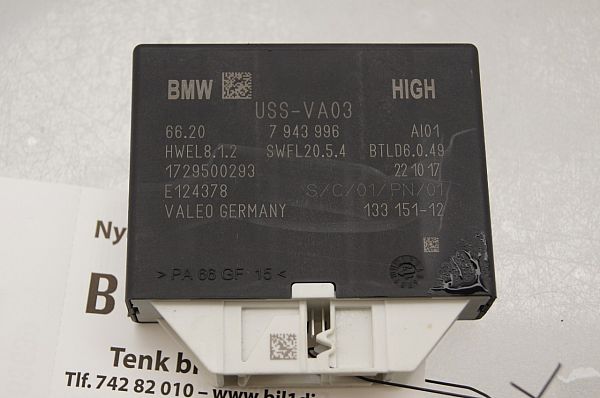 BMW HIGH
USS-VA03
66.20 7 943 996 AI01
HWEL8.1.2 SWFL20.5.4 BTLD6.0.49
1729500293 22 10 17
E124378 S/C/01/PN/01
VALEO GERMANY 133 151-12
>PA 66 GF 15<
Ny
B
Tenk bi
Tlf. 742 82 010 – www.bil1di